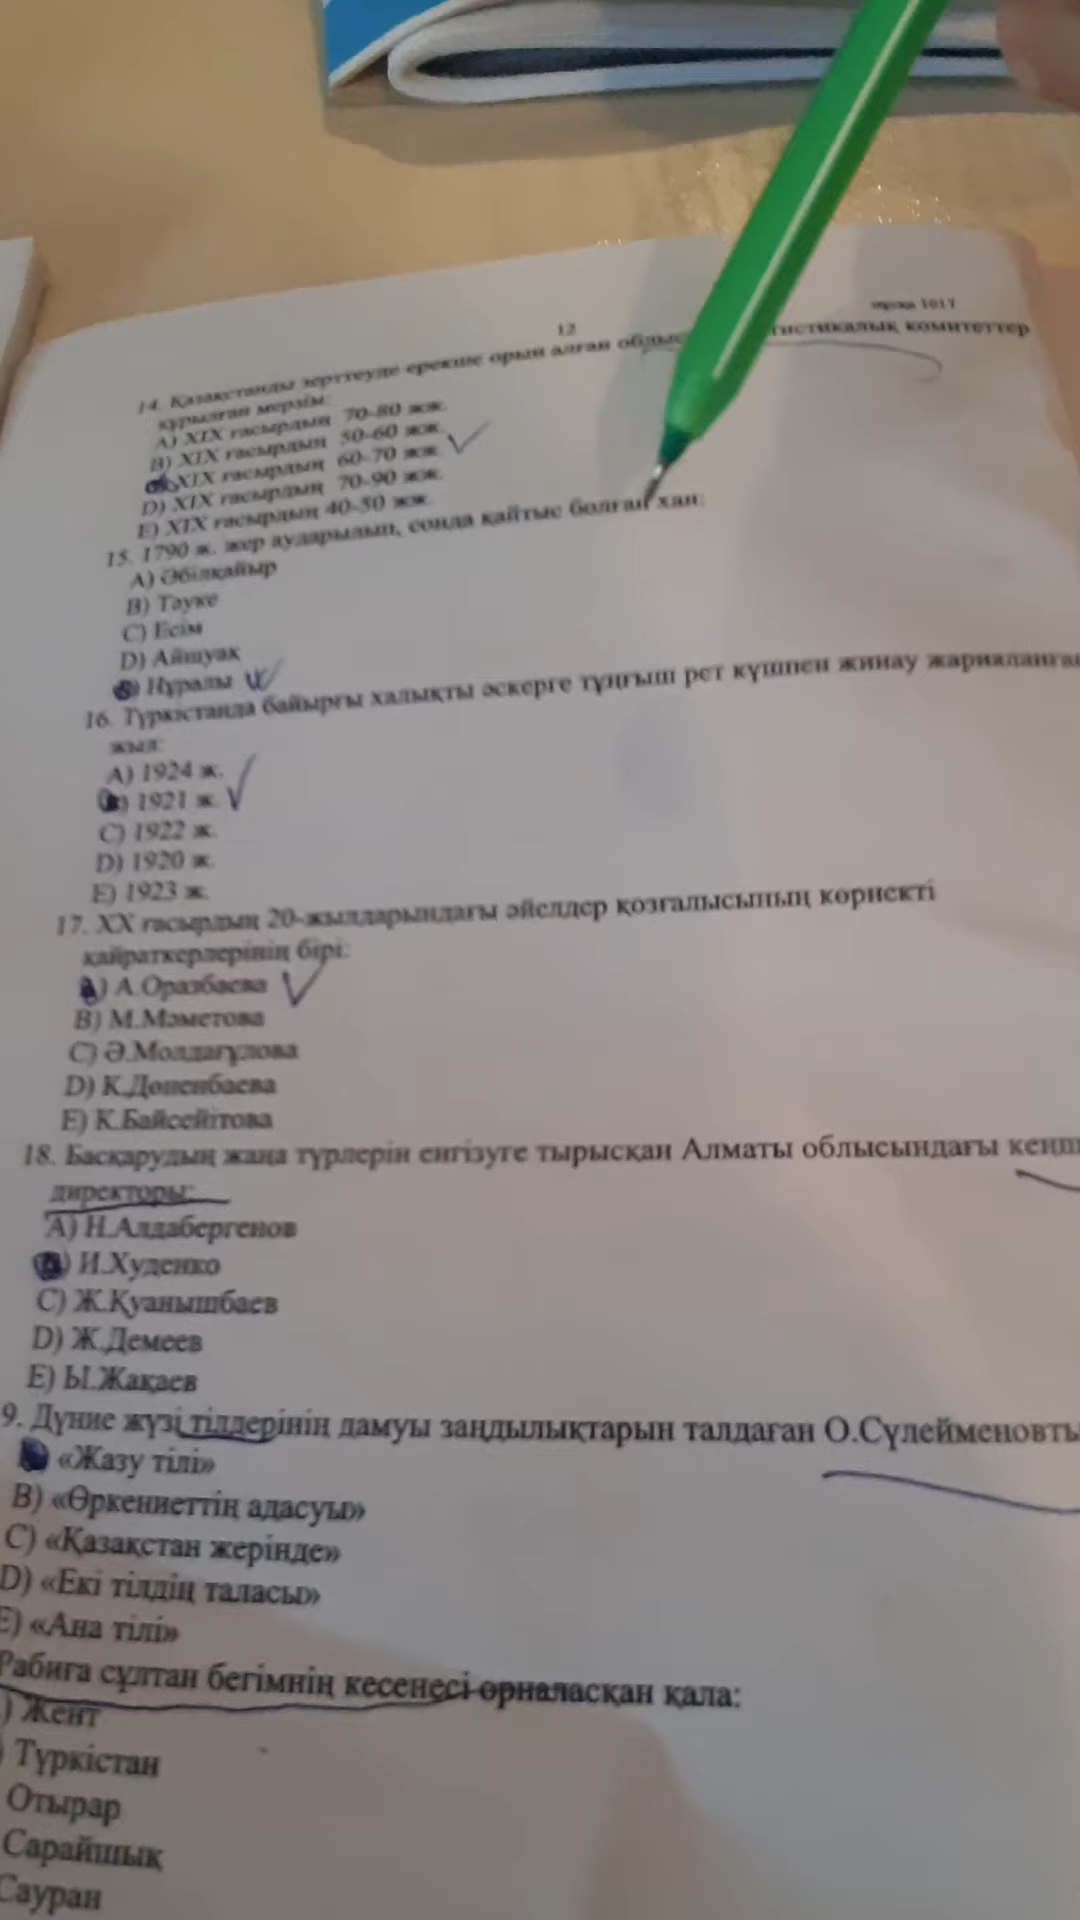 12
нұсқа 1017
14. Қазақстанды зерттеуде ерекше орын алған облыс тистикалық комитеттер
құрылған мерзім:
A) XIX ғасырдың 70-80 жж.
B) XIX ғасырдың 50-60 жж.
XIX ғасырдың 60-70 жж.
D) XIX ғасырдың 70-90 жж.
E) XIX ғасырдың 40-50 жж.
15. 1790 ж. жер аударылып, сонда қайтыс болған хан:
A) Әбілқайыр
B) Тәуке
C) Есім
D) Айшуақ
Нұралы
16. Түркістанда байырғы халықты әскерге тұңғыш рет күшпен жинау жарияланған
жыл:
A) 1924 ж.
) 1921 ж.
C) 1922 ж.
D) 1920 ж.
E) 1923 ж.
17. XX ғасырдың 20-жылдарындағы әйелдер қозғалысының көрнекті
қайраткерлерінің бірі:
A) А.Оразбаева
B) М.Мәметова
C) Ә.Молдағұлова
D) К.Дөненбаева
E) К.Байсейітова
18. Басқарудың жаңа түрлерін енгізуге тырысқан Алматы облысындағы кеңш
директоры:
A) Н.Алдабергенов
) И.Худенко
C) Ж.Қуанышбаев
D) Ж.Демеев
E) Ы.Жақаев
9. Дүние жүзі тілдерінің дамуы заңдылықтарын талдаған О.Сүлейменовты
«Жазу тілі»
B) «Өркениеттің адасуы»
C) «Қазақстан жерінде»
D) «Екі тілдің таласы»
E) «Ана тілі»
Рабиға сұлтан бегімнің кесенесі орналасқан қала:
) Жент
) Түркістан
Отырар
Сарайшық
Сауран